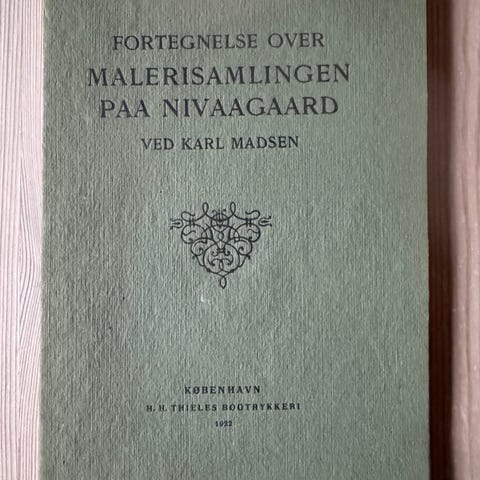 FORTEGNELSE OVER
MALERISAMLINGEN
PAA NIVAAGAARD
VED KARL MADSEN
KØBENHAVN
H. H. THIELES BOGTRYKKERI
1922